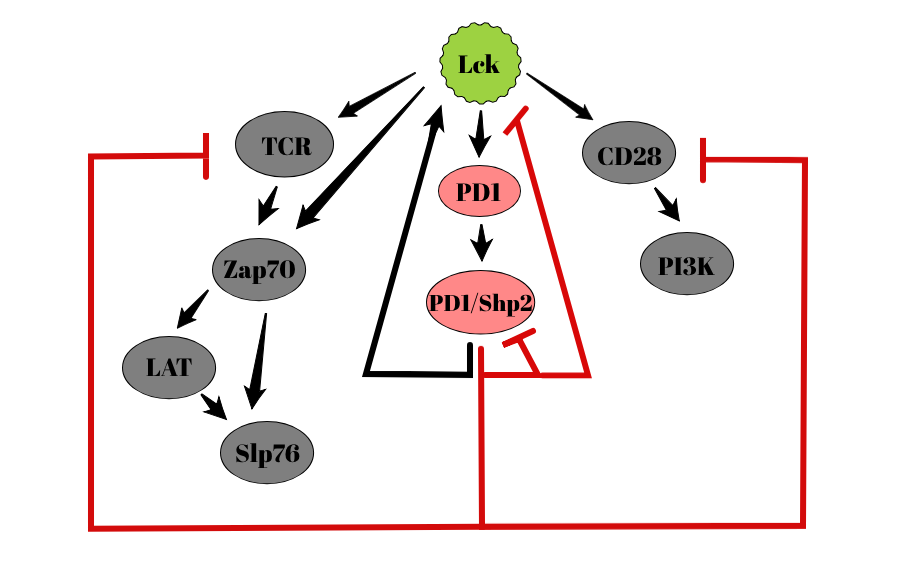 Lck
TCR
CD28
PD1
Zap70
PI3K
PD1/Shp2
LAT
Slp76